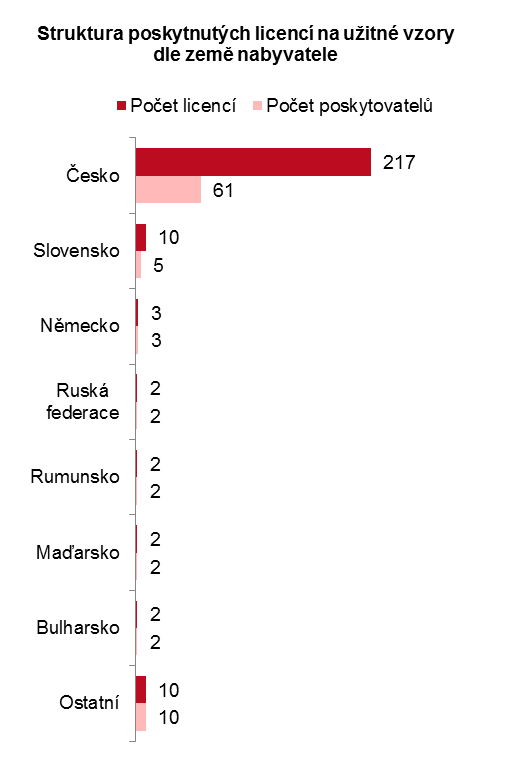 Struktura poskytnutých licencí na užitné vzory
dle země nabyvatele
Počet licencí Počet poskytovatelů
Česko 217
61
Slovensko 10
5
Německo 3
3
Ruská federace 2
2
Rumunsko 2
2
Maďarsko 2
2
Bulharsko 2
2
Ostatní 10
10